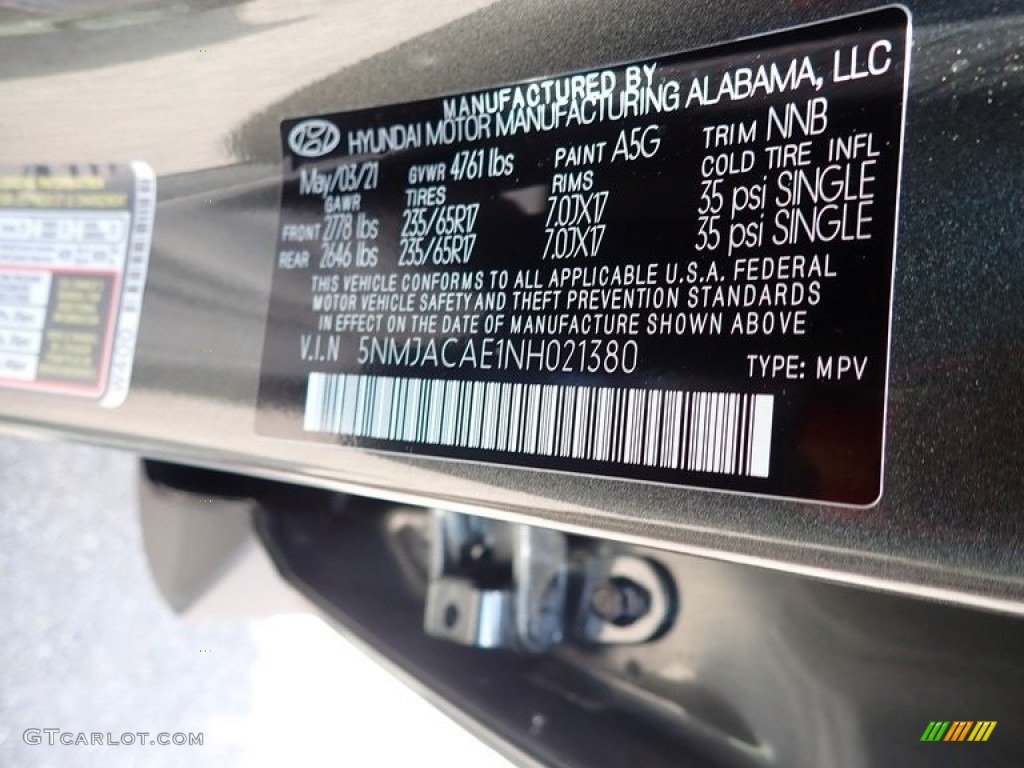 MANUFACTURED BY
HYUNDAI MOTOR MANUFACTURING ALABAMA, LLC
May/03/21 GVWR 4761 lbs PAINT A5G TRIM NNB
GAWR TIRES RIMS COLD TIRE INFL
FRONT 2778 lbs 235/65R17 7.0JX17 35 psi SINGLE
REAR 2646 lbs 235/65R17 7.0JX17 35 psi SINGLE
THIS VEHICLE CONFORMS TO ALL APPLICABLE U.S.A. FEDERAL
MOTOR VEHICLE SAFETY AND THEFT PREVENTION STANDARDS
IN EFFECT ON THE DATE OF MANUFACTURE SHOWN ABOVE
V.I.N 5NMJACAE1NH021380
TYPE: MPV
GTCARLOT.COM